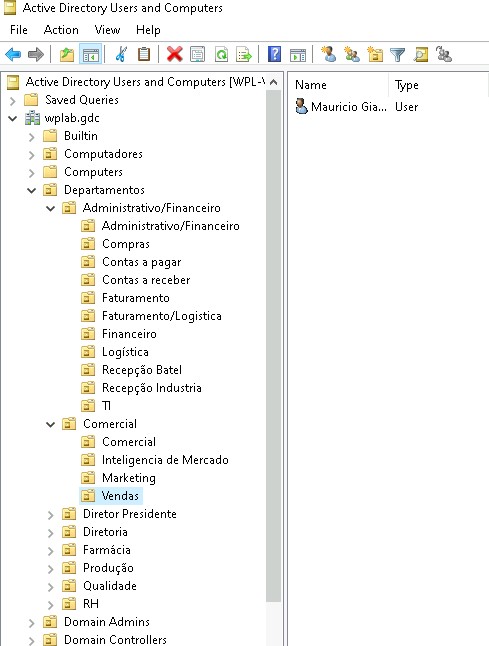 Active Directory Users and Computers
File Action View Help
Active Directory Users and Computers [WPL-
Name Type
Saved Queries
Mauricio Gia... User
wplab.gdc
Builtin
Computadores
Computers
Departamentos
Administrativo/Financeiro
Administrativo/Financeiro
Compras
Contas a pagar
Contas a receber
Faturamento
Faturamento/Logistica
Financeiro
Logística
Recepção Batel
Recepção Industria
TI
Comercial
Comercial
Inteligencia de Mercado
Marketing
Vendas
Diretor Presidente
Diretoria
Farmácia
Produção
Qualidade
RH
Domain Admins
Domain Controllers